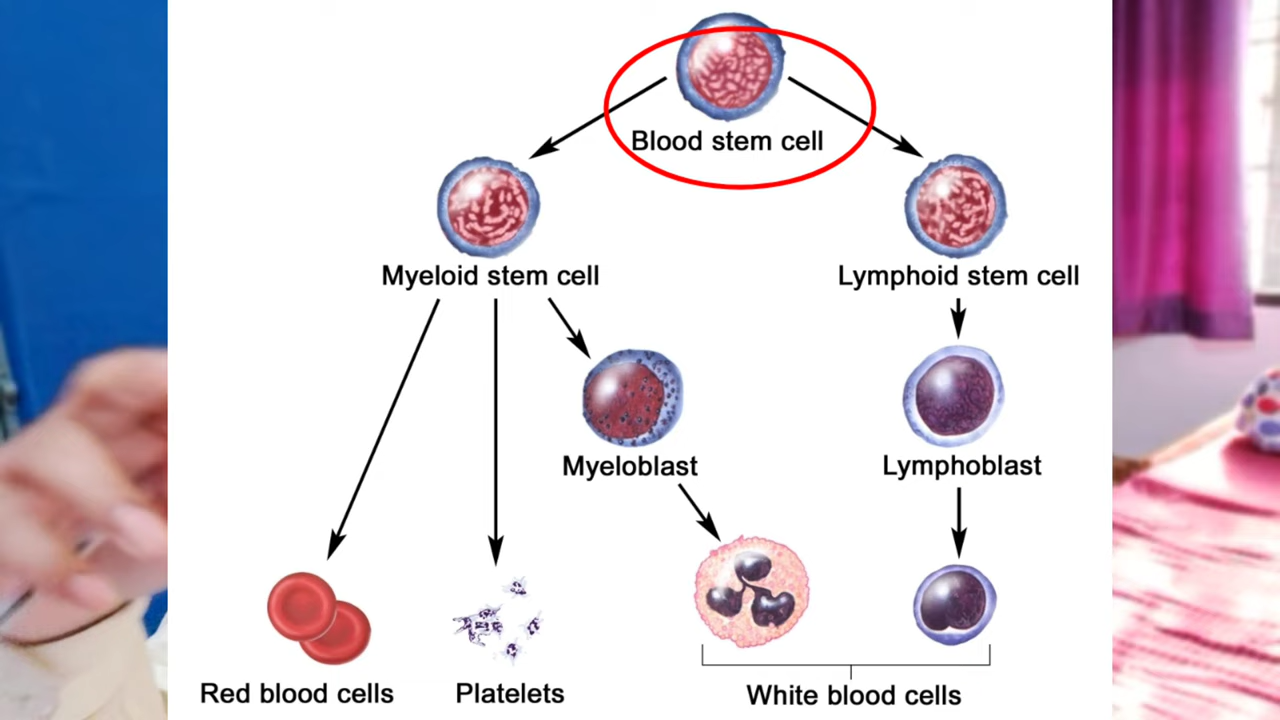 Blood stem cell
Myeloid stem cell
Lymphoid stem cell
Myeloblast
Lymphoblast
Red blood cells
Platelets
White blood cells